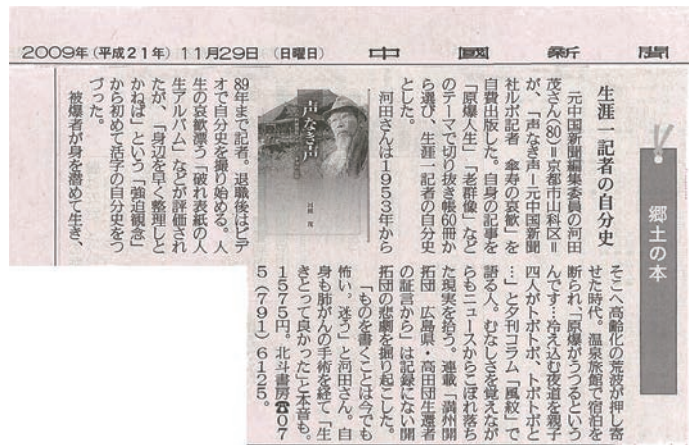 2009年(平成21年)11月29日(日曜日)
中國新聞
郷土の本
生涯一記者の自分史
元中国新聞編集委員の河田
茂さん(80)=京都市山科区=
が、「声なき声―元中国新聞
社ルポ記者 傘寿の哀歓」を
自費出版した。自身の記事を
「原爆人生」「老群像」など
のテーマで切り抜き帳60冊か
ら選び、生涯一記者の自分史
とした。
河田さんは1953年から
声なき声
河田 茂
89年まで記者。退職後はビデ
オで自分史を撮り始める。人
生の哀歓漂う「破れ表紙の人
生アルバム」などが評価され
たが、「身辺を早く整理しと
かねば」という「強迫観念」
から初めて活字の自分史をつ
づった。
被爆者が身を潜めて生き、
そこへ高齢化の荒波が押し寄
せた時代。温泉旅館で宿泊を
断られ「原爆がうつるという
んです…冷え込む夜道を親子
四人がトボトボ、トボトボと
…」と夕刊コラム「風紋」で
語る人。むなしさを覚えなが
らもニュースからこぼれ落ち
た現実を拾う。連載「満州開
拓団 広島県・高田団生還者
の証言から」は記録にない開
拓団の悲劇を掘り起こした。
「ものを書くことは今でも
怖い。迷う」と河田さん。自
身も肺がんの手術を経て「生
きとって良かった」と本音も。
1575円。北斗書房☎07
5(791)6125。